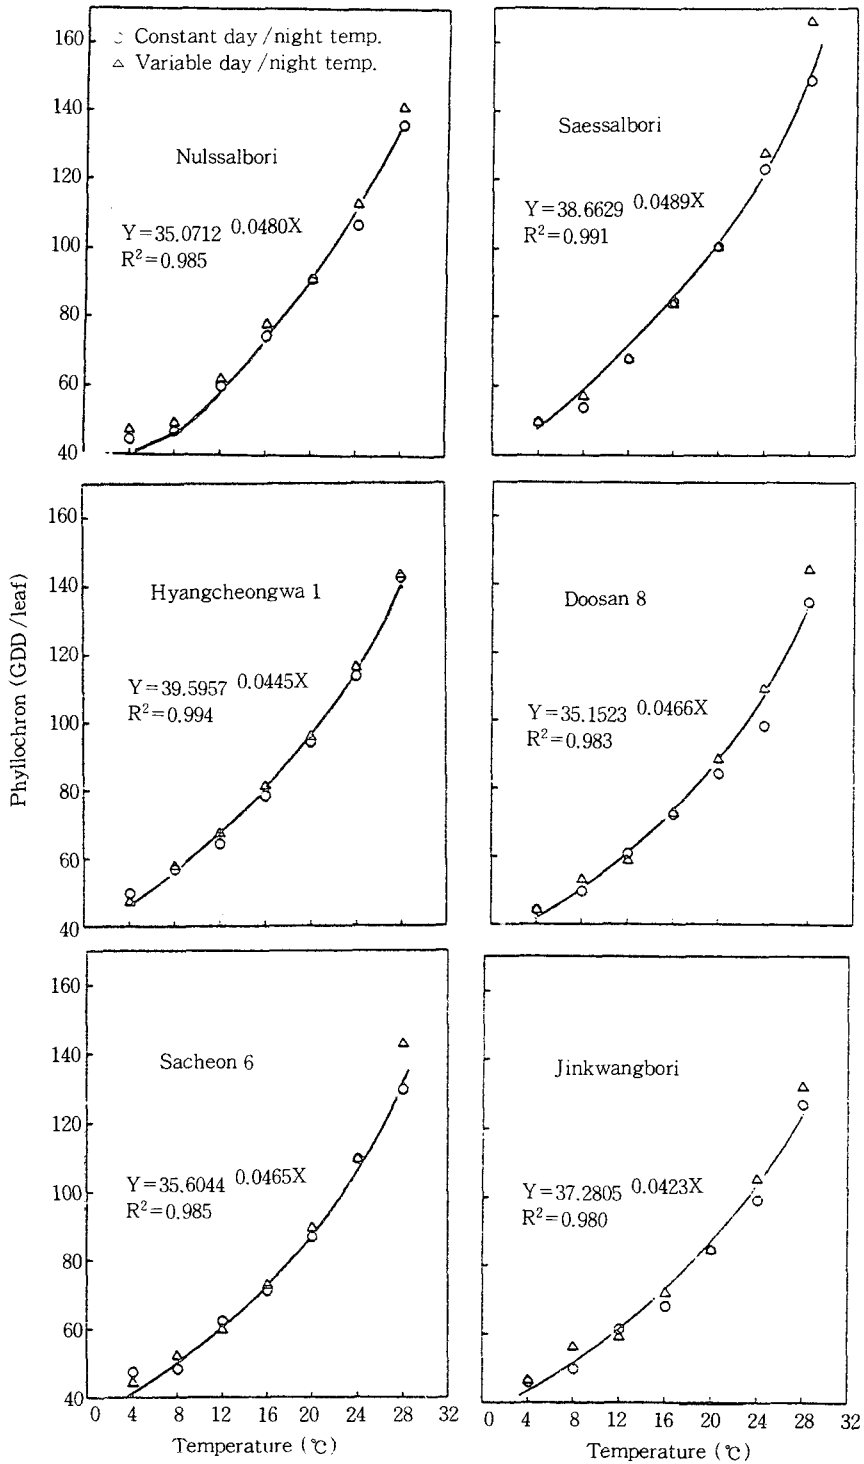 160
140
120
100
80
60
40
○ Constant day/night temp.
△ Variable day/night temp.
Nulssalbori
Y=35.0712 0.0480X
R²=0.985
Saessalbori
Y=38.6629 0.0489X
R²=0.991
Phyllochron (GDD/leaf)
160
140
120
100
80
60
40
Hyangcheongwa 1
Y=39.5957 0.0445X
R²=0.994
Doosan 8
Y=35.1523 0.0466X
R²=0.983
160
140
120
100
80
60
40
Sacheon 6
Y=35.6044 0.0465X
R²=0.985
Jinkwangbori
Y=37.2805 0.0423X
R²=0.980
0 4 8 12 16 20 24 28 32
Temperature (℃)
0 4 8 12 16 20 24 28 32
Temperature (℃)